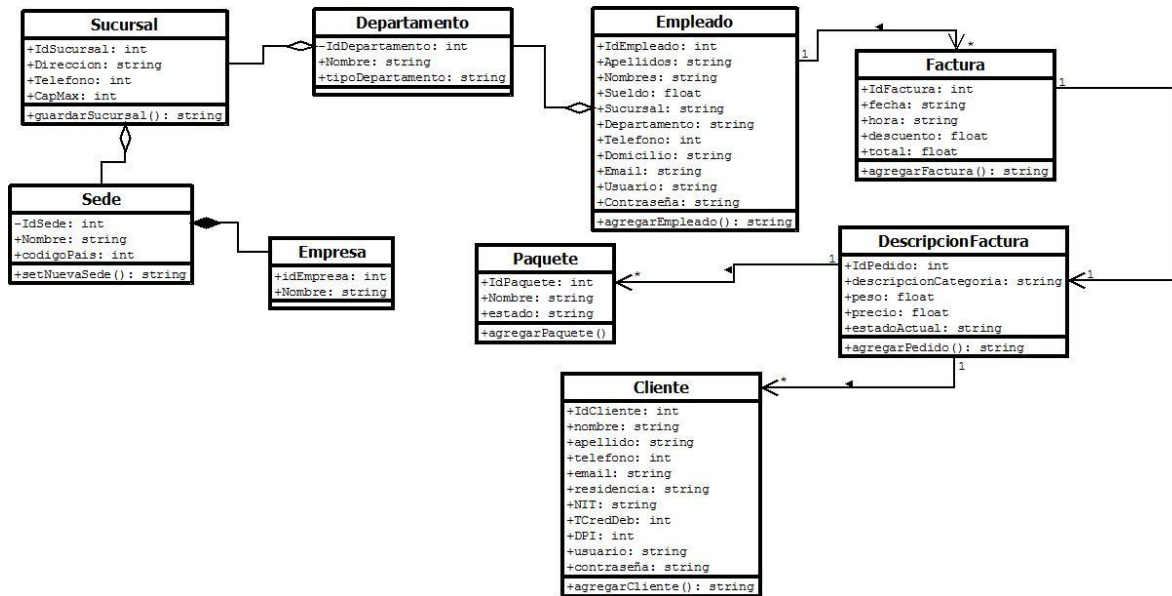 Sucursal
+IdSucursal: int
+Direccion: string
+Telefono: int
+CapMax: int
+guardarSucursal(): string
Departamento
-IdDepartamento: int
+Nombre: string
+tipoDepartamento: string
Empleado
+IdEmpleado: int
+Apellidos: string
+Nombres: string
+Sueldo: float
+Sucursal: string
+Departamento: string
+Telefono: int
+Domicilio: string
+Email: string
+Usuario: string
+Contraseña: string
+agregarEmpleado(): string
1
*
Factura
+IdFactura: int
+fecha: string
+hora: string
+descuento: float
+total: float
+agregarFactura(): string
1
Sede
-IdSede: int
+Nombre: string
+codigoPais: int
+setNuevaSede(): string
Empresa
+idEmpresa: int
+Nombre: string
Paquete
+IdPaquete: int
+Nombre: string
+estado: string
+agregarPaquete()
*
1
DescripcionFactura
+IdPedido: int
+descripcionCategoria: string
+peso: float
+precio: float
+estadoActual: string
+agregarPedido(): string
1
1
Cliente
+IdCliente: int
+nombre: string
+apellido: string
+telefono: int
+email: string
+residencia: string
+NIT: string
+TCredDeb: int
+DPI: int
+usuario: string
+contraseña: string
+agregarCliente(): string
*